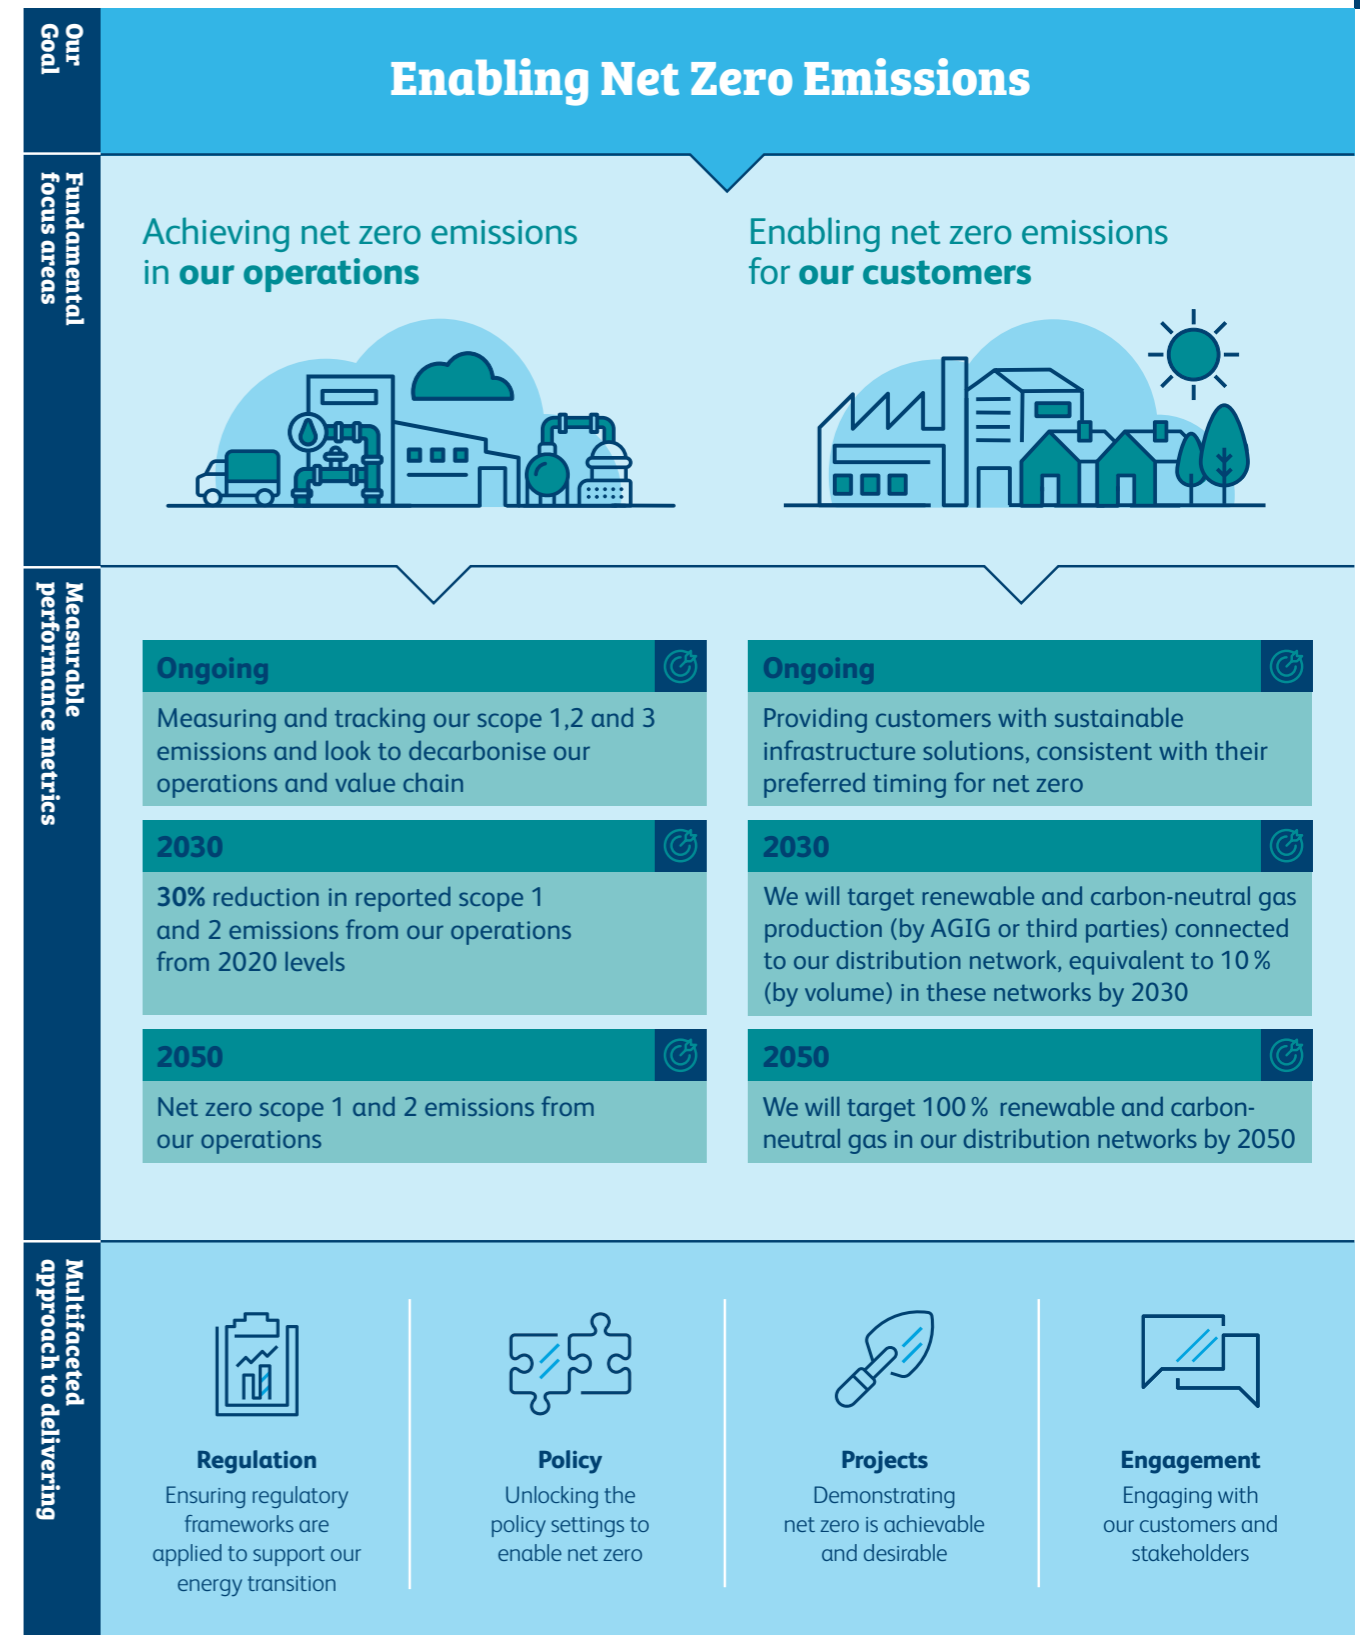 Our
Goal
Enabling Net Zero Emissions
Fundamental
focus areas
Achieving net zero emissions
in our operations
Enabling net zero emissions
for our customers
Measurable
performance metrics
Ongoing
Measuring and tracking our scope 1,2 and 3
emissions and look to decarbonise our
operations and value chain
2030
30% reduction in reported scope 1
and 2 emissions from our operations
from 2020 levels
2050
Net zero scope 1 and 2 emissions from
our operations
Ongoing
Providing customers with sustainable
infrastructure solutions, consistent with their
preferred timing for net zero
2030
We will target renewable and carbon-neutral gas
production (by AGIG or third parties) connected
to our distribution network, equivalent to 10%
(by volume) in these networks by 2030
2050
We will target 100% renewable and carbon-
neutral gas in our distribution networks by 2050
Multifaceted
approach to delivering
Regulation
Ensuring regulatory
frameworks are
applied to support our
energy transition
Policy
Unlocking the
policy settings to
enable net zero
Projects
Demonstrating
net zero is achievable
and desirable
Engagement
Engaging with
our customers and
stakeholders